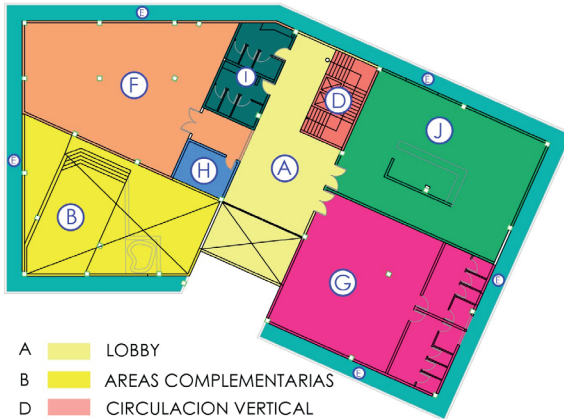 E
E
F
I
D
J
E
H
A
B
G
E
E
A LOBBY
B AREAS COMPLEMENTARIAS
D CIRCULACION VERTICAL